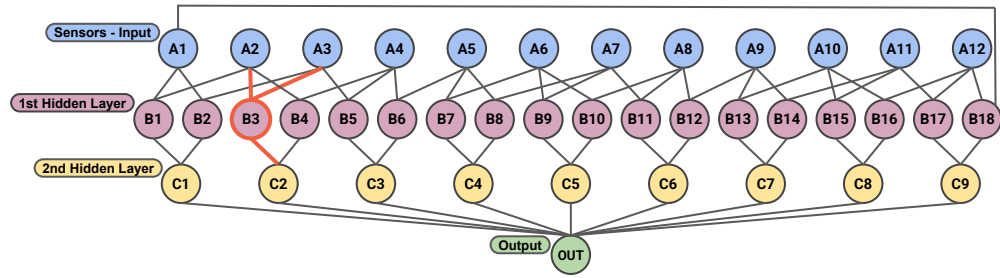 Sensors - Input
A1 A2 A3 A4 A5 A6 A7 A8 A9 A10 A11 A12
1st Hidden Layer
B1 B2 B3 B4 B5 B6 B7 B8 B9 B10 B11 B12 B13 B14 B15 B16 B17 B18
2nd Hidden Layer
C1 C2 C3 C4 C5 C6 C7 C8 C9
Output
OUT